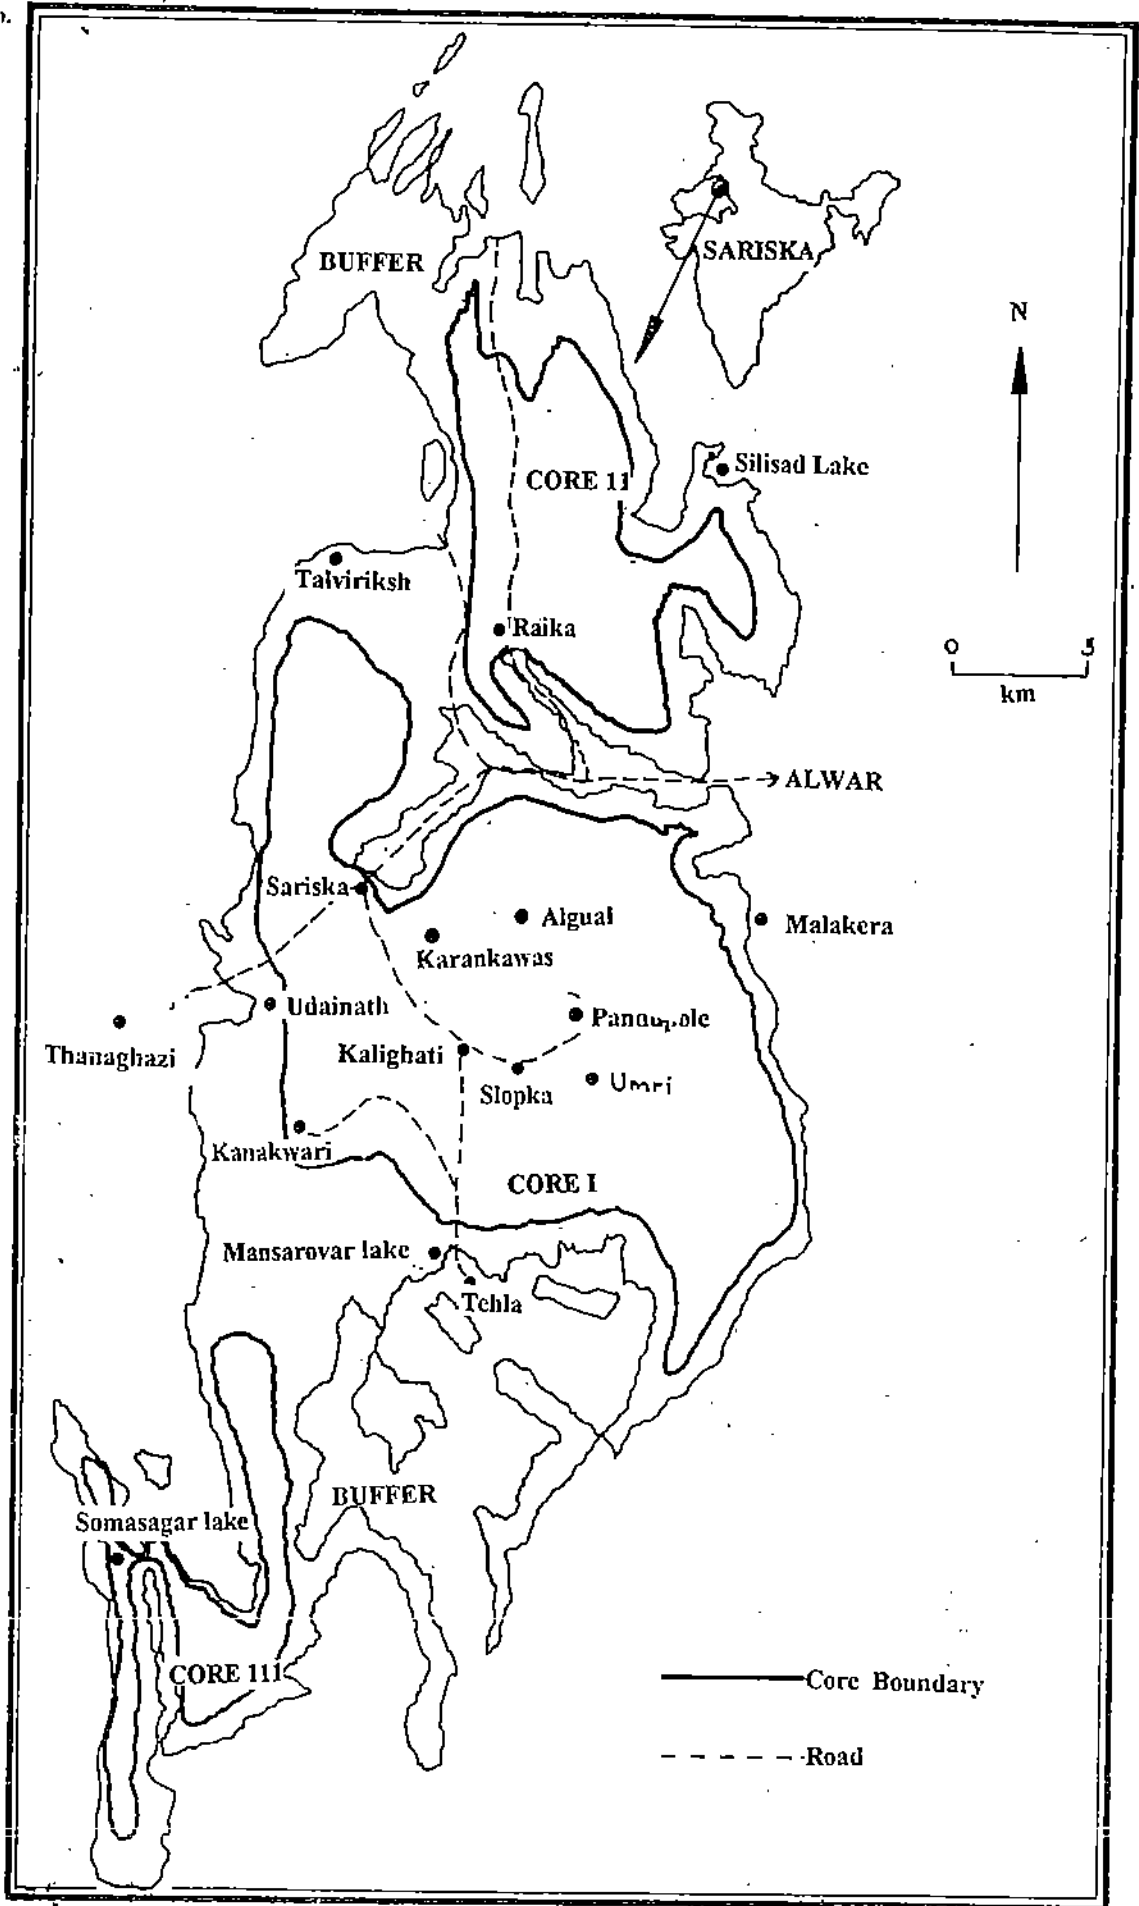 BUFFER
SARISKA
N
CORE 11
Silisad Lake
Talviriksh
Raika
0 5
km
ALWAR
Sariska
Algual
Malakera
Karankawas
Udainath
Thanaghazi
Kalighati
Slopka
Umri
Kanakwari
CORE I
Mansarovar lake
Tehla
BUFFER
Somasagar lake
CORE 111
Core Boundary
Road